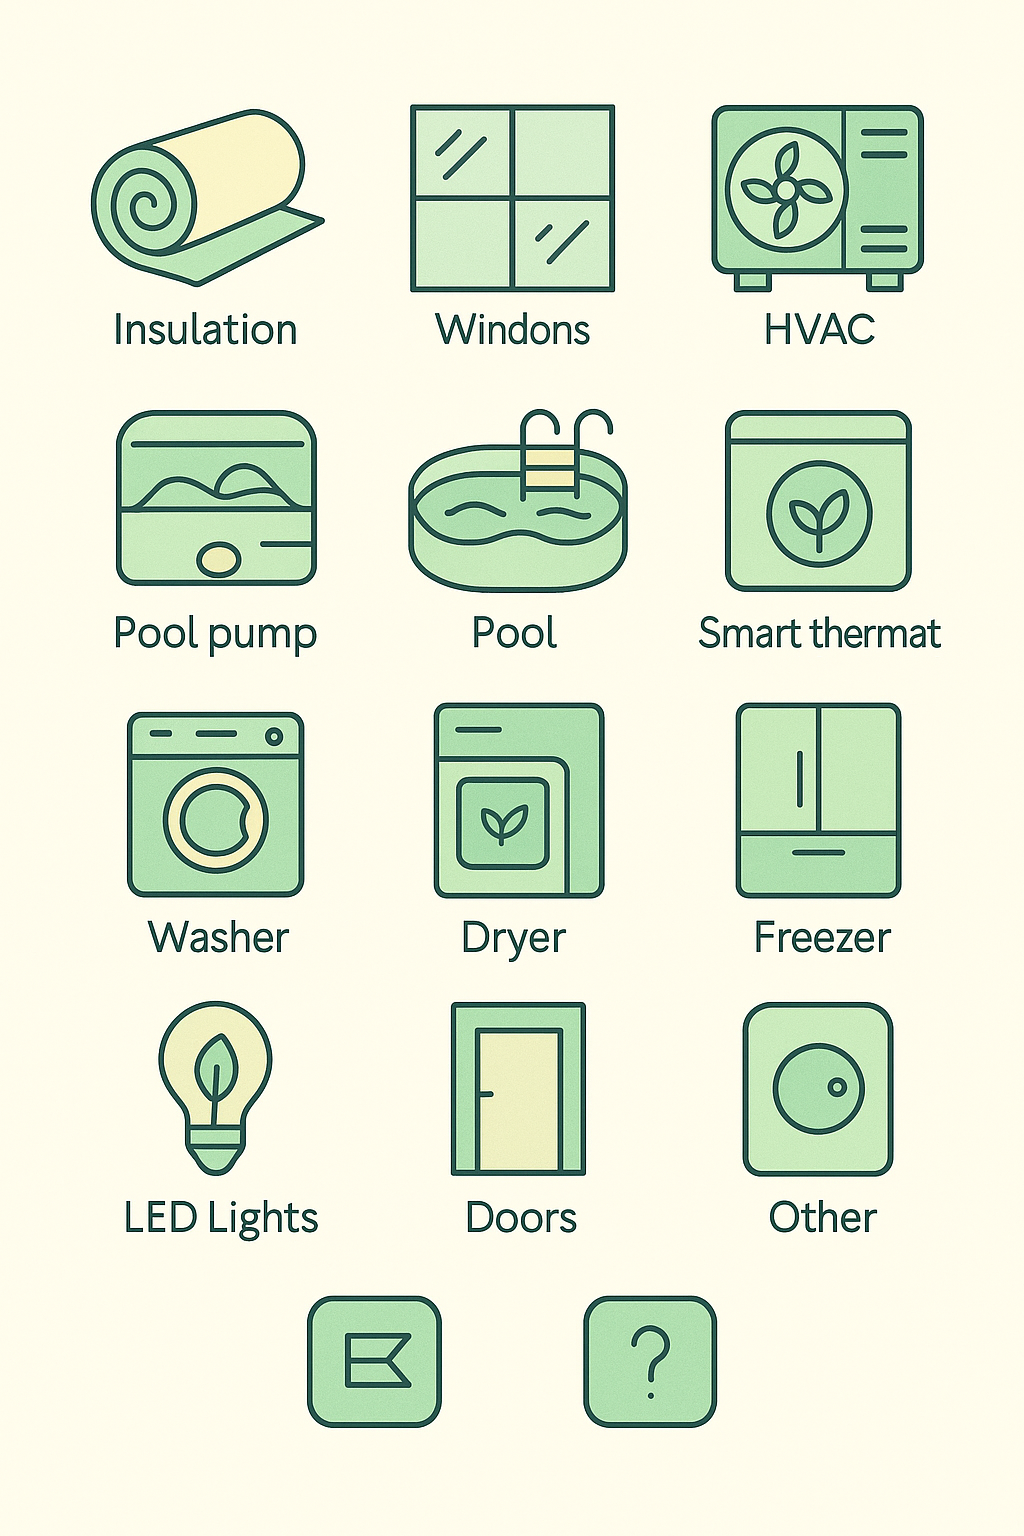 Insulation
Windons
HVAC
Pool pump
Pool
Smart thermat
Washer
Dryer
Freezer
LED Lights
Doors
Other
?